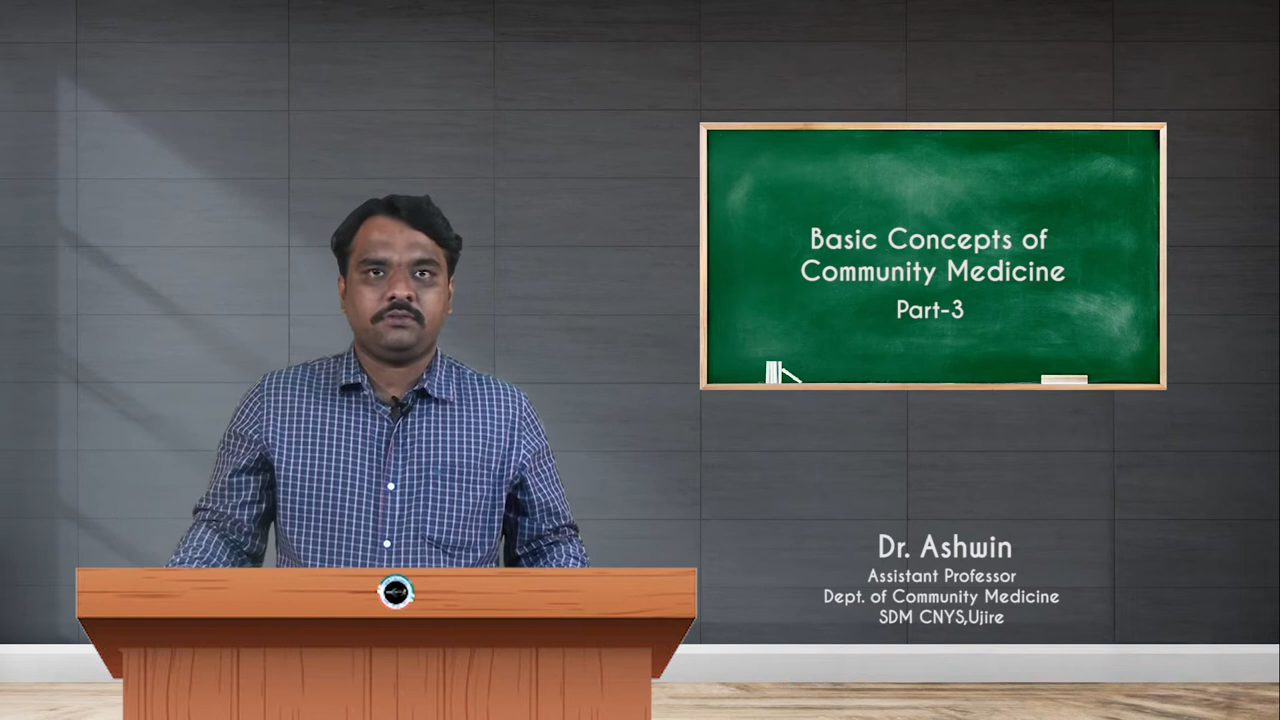 Basic Concepts of
Community Medicine
Part-3
Dr. Ashwin
Assistant Professor
Dept. of Community Medicine
SDM CNYS,Ujire